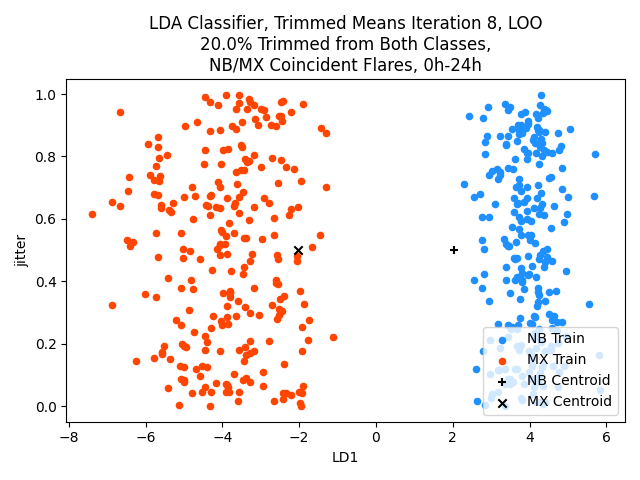 LDA Classifier, Trimmed Means Iteration 8, LOO
20.0% Trimmed from Both Classes,
NB/MX Coincident Flares, 0h-24h
jitter
1.0
0.8
0.6
0.4
0.2
0.0
NB Train
MX Train
NB Centroid
MX Centroid
−8 −6 −4 −2 0 2 4 6
LD1